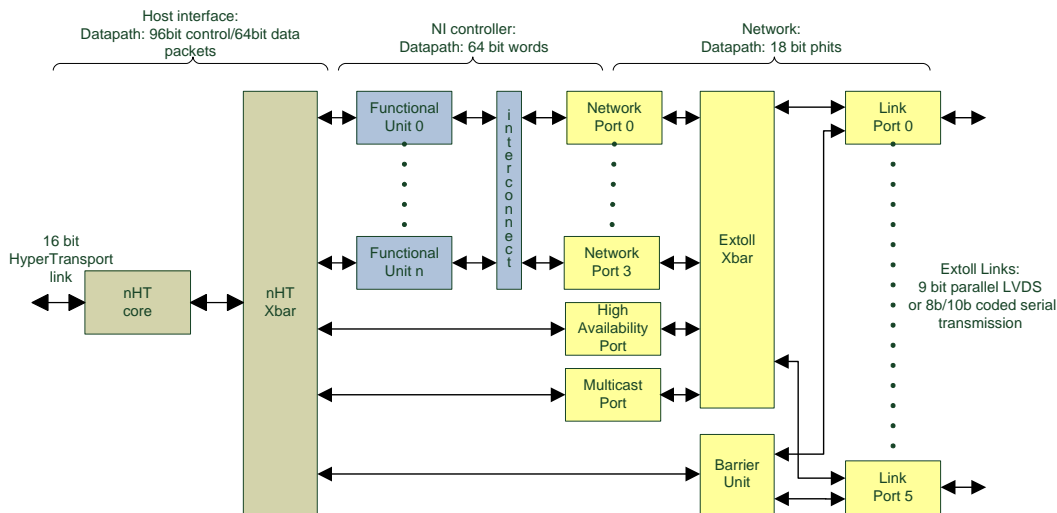 Host interface:
Datapath: 96bit control/64bit data
packets
NI controller:
Datapath: 64 bit words
Network:
Datapath: 18 bit phits
Functional
Unit 0
interconnect
Network
Port 0
Link
Port 0
16 bit
HyperTransport
link
nHT
core
nHT
Xbar
Functional
Unit n
Network
Port 3
Extoll
Xbar
High
Availability
Port
Multicast
Port
Extoll Links:
9 bit parallel LVDS
or 8b/10b coded serial
transmission
Barrier
Unit
Link
Port 5